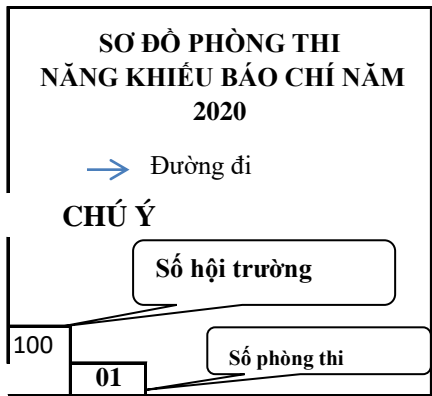 SƠ ĐỒ PHÒNG THI
NĂNG KHIẾU BÁO CHÍ NĂM
2020
Đường đi
CHÚ Ý
Số hội trường
100
Số phòng thi
01